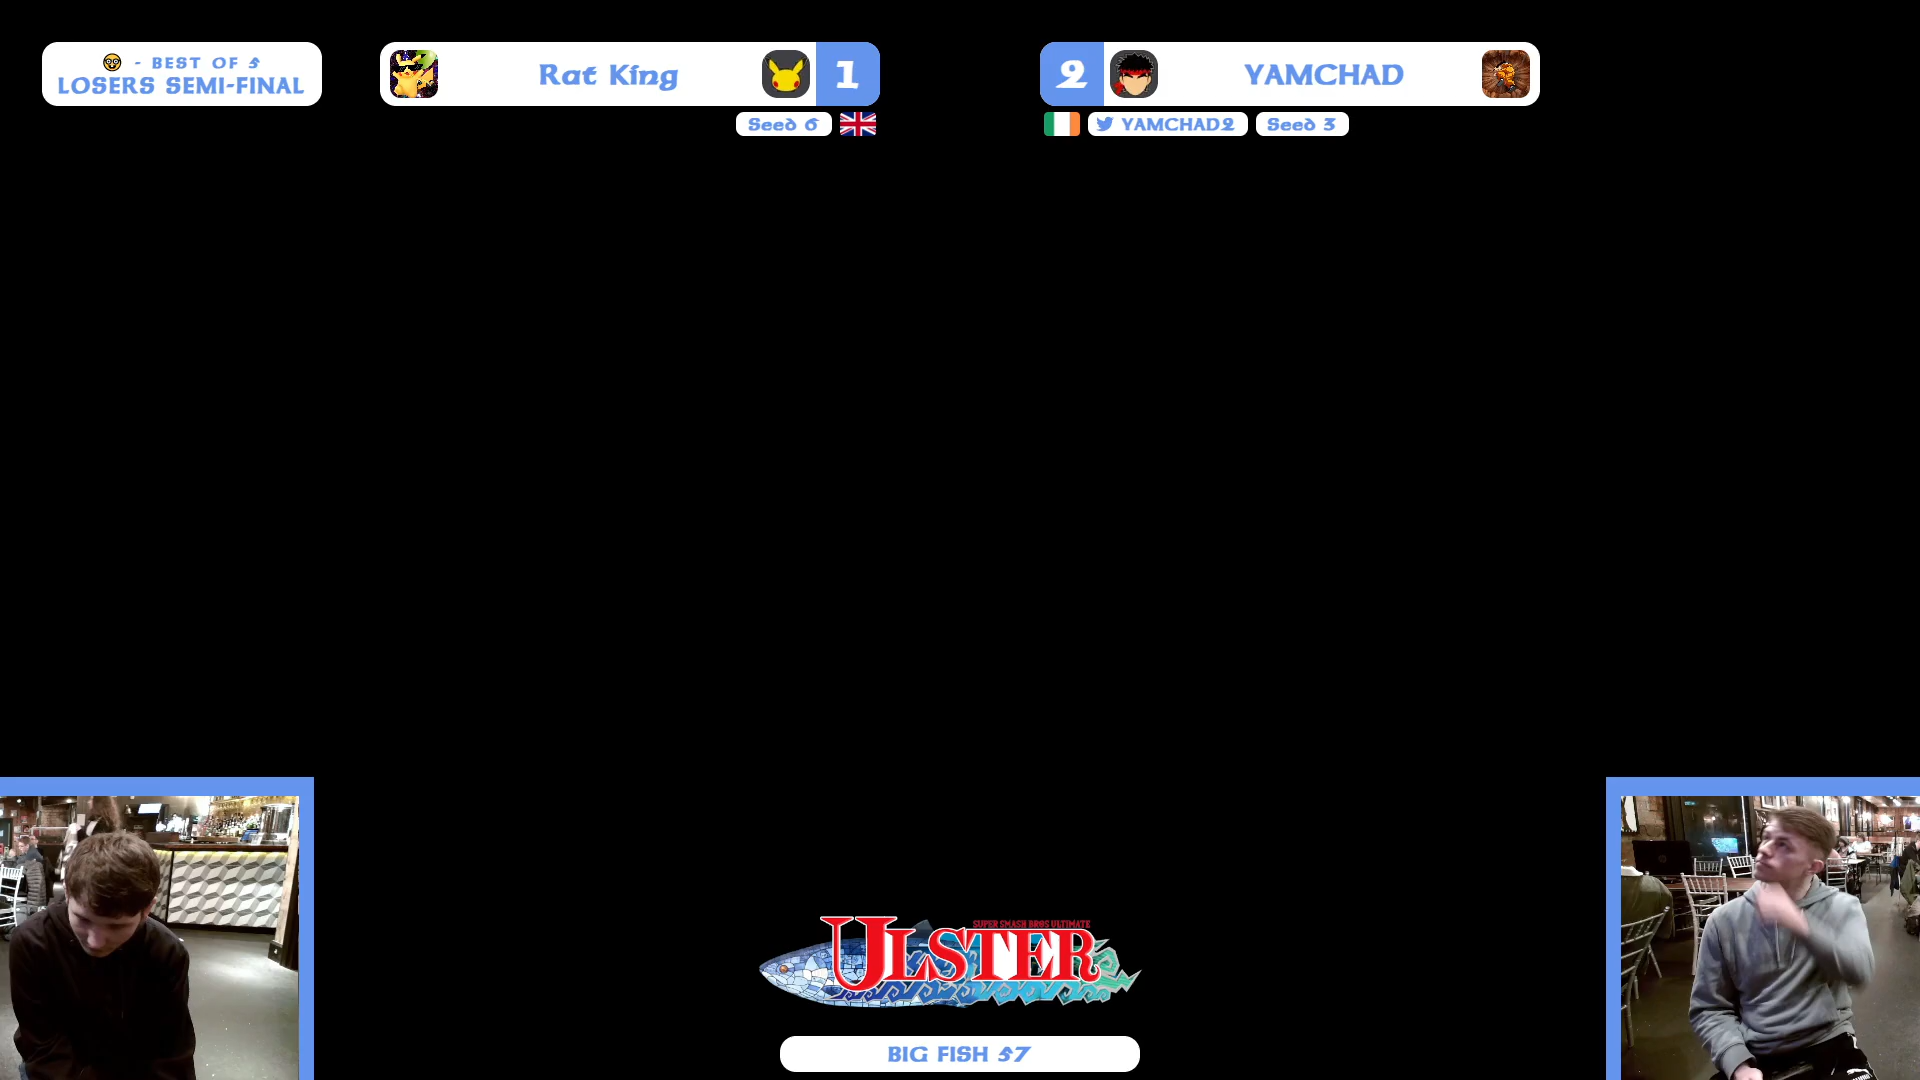 - BEST OF 5
LOSERS SEMI-FINAL
Rat King
1
2
YAMCHAD
Seed 6
YAMCHAD2
Seed 3
SUPER SMASH BROS ULTIMATE
ULSTER
BIG FISH 57